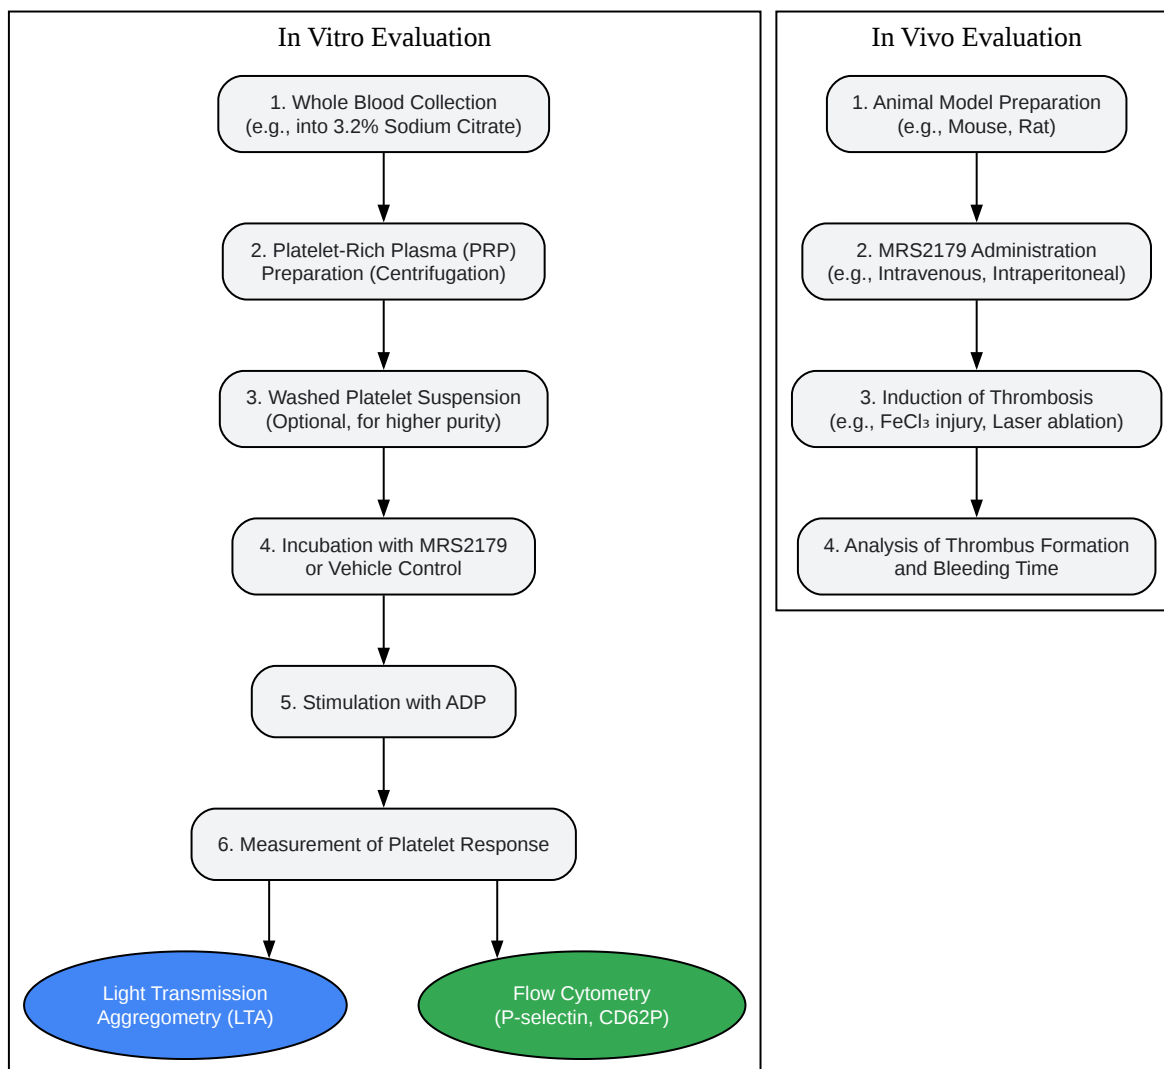 In Vitro Evaluation
1. Whole Blood Collection
(e.g., into 3.2% Sodium Citrate)
2. Platelet-Rich Plasma (PRP)
Preparation (Centrifugation)
3. Washed Platelet Suspension
(Optional, for higher purity)
4. Incubation with MRS2179
or Vehicle Control
5. Stimulation with ADP
6. Measurement of Platelet Response
Light Transmission
Aggregometry (LTA)
Flow Cytometry
(P-selectin, CD62P)
In Vivo Evaluation
1. Animal Model Preparation
(e.g., Mouse, Rat)
2. MRS2179 Administration
(e.g., Intravenous, Intraperitoneal)
3. Induction of Thrombosis
(e.g., FeCl₃ injury, Laser ablation)
4. Analysis of Thrombus Formation
and Bleeding Time